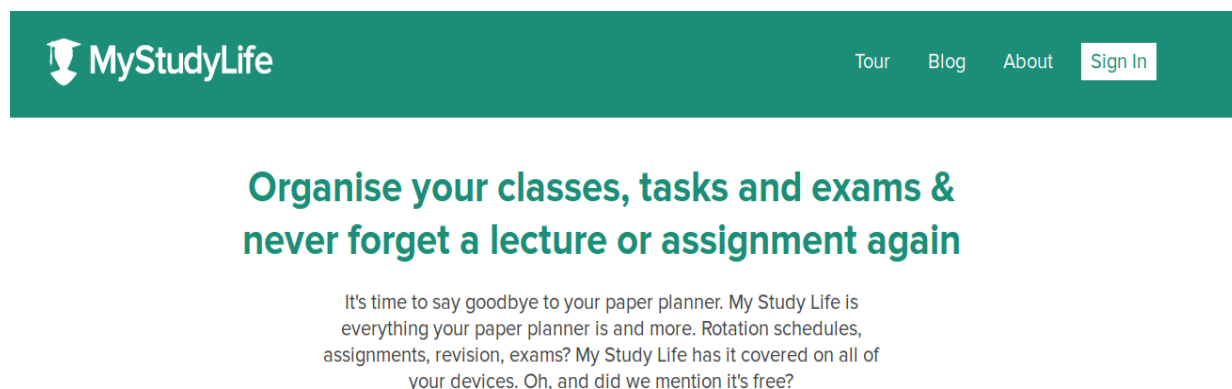 MyStudyLife
Tour Blog About Sign In
Organise your classes, tasks and exams &
never forget a lecture or assignment again
It's time to say goodbye to your paper planner. My Study Life is
everything your paper planner is and more. Rotation schedules,
assignments, revision, exams? My Study Life has it covered on all of
your devices. Oh, and did we mention it's free?